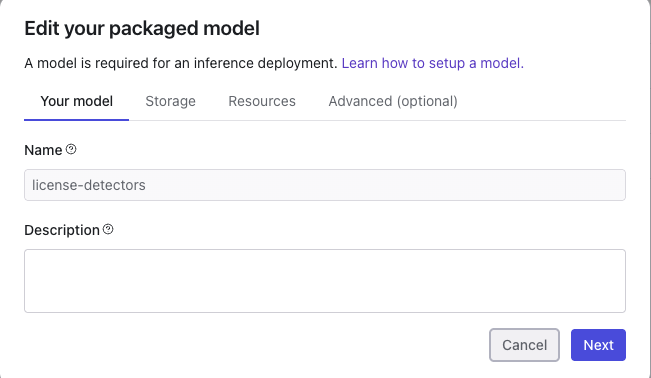 Edit your packaged model
A model is required for an inference deployment. Learn how to setup a model.
Your model Storage Resources Advanced (optional)
Name
license-detectors
Description
Cancel Next